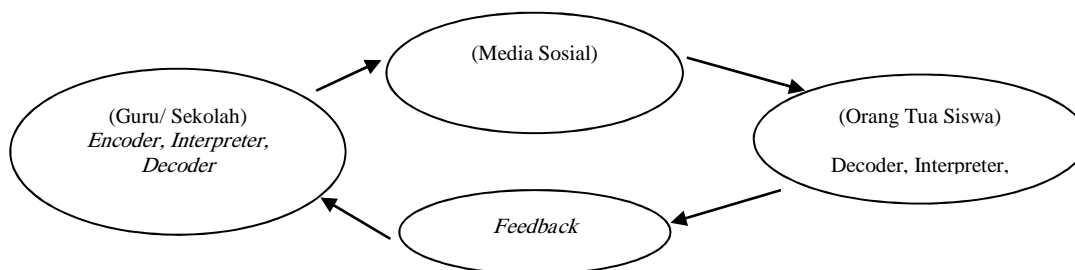 (Media Sosial)
(Guru/ Sekolah)
Encoder, Interpreter,
Decoder
(Orang Tua Siswa)
Decoder, Interpreter,
Feedback